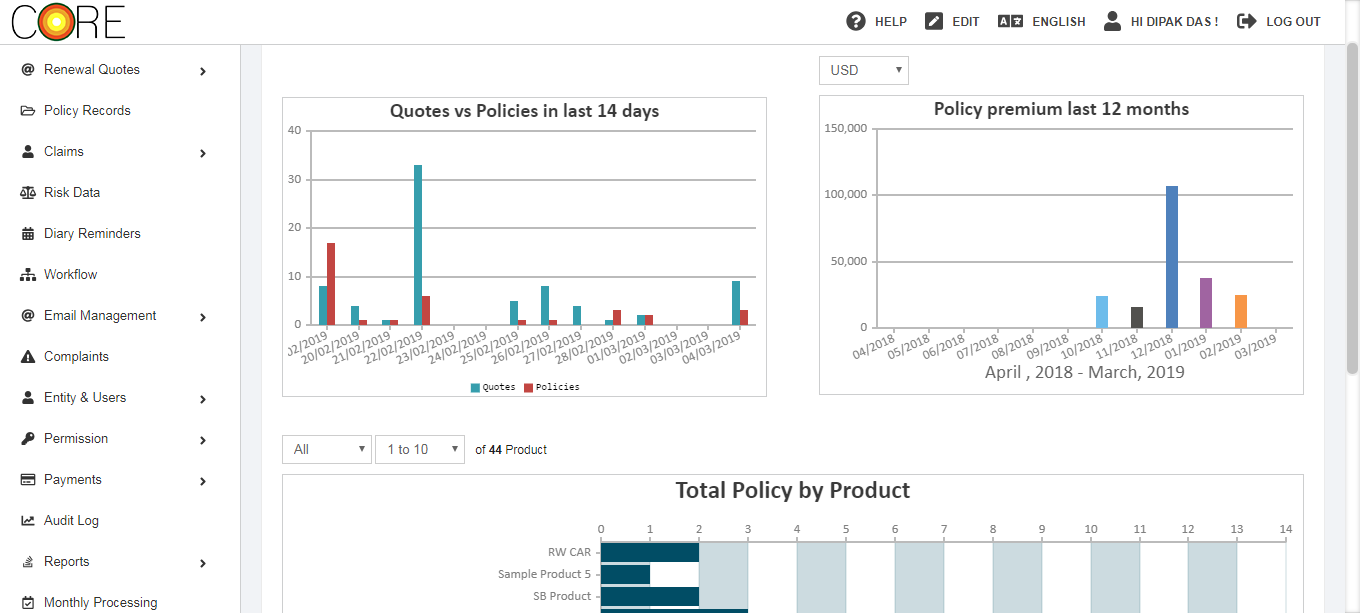 CORE
HELP
EDIT
ENGLISH
HI DIPAK DAS !
LOG OUT
Renewal Quotes
Policy Records
Claims
Risk Data
Diary Reminders
Workflow
Email Management
Complaints
Entity & Users
Permission
Payments
Audit Log
Reports
Monthly Processing
USD
Quotes vs Policies in last 14 days
40
30
20
10
0
02/2019
20/02/2019
21/02/2019
22/02/2019
23/02/2019
24/02/2019
25/02/2019
26/02/2019
27/02/2019
28/02/2019
01/03/2019
02/03/2019
03/03/2019
04/03/2019
Quotes Policies
Policy premium last 12 months
150,000
100,000
50,000
0
04/2018
05/2018
06/2018
07/2018
08/2018
09/2018
10/2018
11/2018
12/2018
01/2019
02/2019
03/2019
April , 2018 - March, 2019
All
1 to 10
of 44 Product
Total Policy by Product
0 1 2 3 4 5 6 7 8 9 10 11 12 13 14
RW CAR
Sample Product 5
SB Product